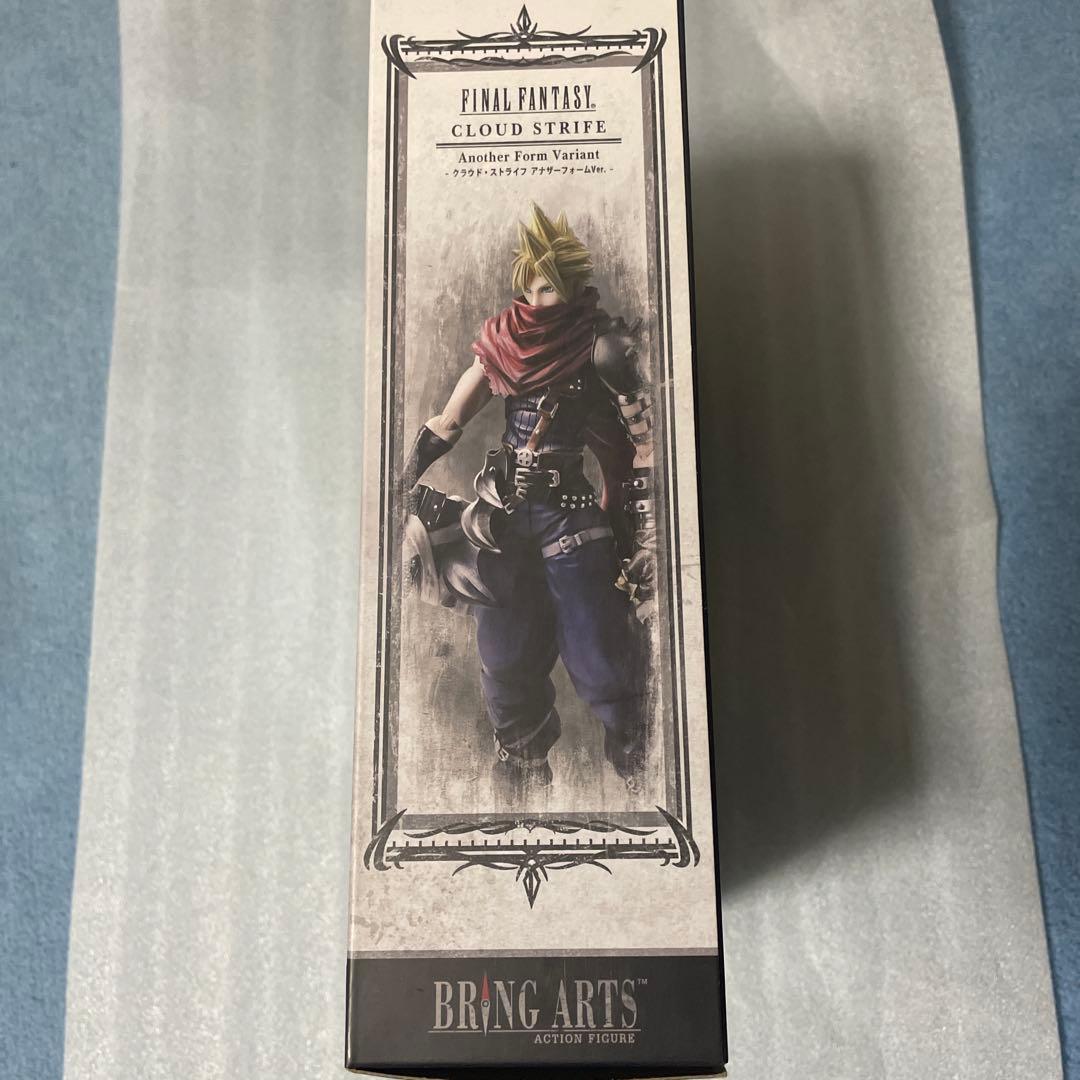 FINAL FANTASY®
CLOUD STRIFE
Another Form Variant
- クラウド・ストライフ アナザーフォームVer. -
BRING ARTS™
ACTION FIGURE